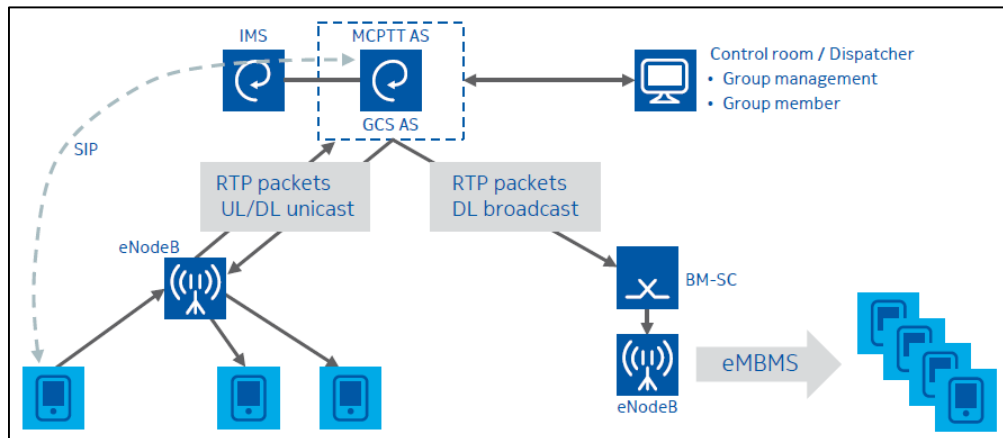 IMS
MCPTT AS
GCS AS
Control room / Dispatcher
• Group management
• Group member
SIP
RTP packets
UL/DL unicast
RTP packets
DL broadcast
eNodeB
BM-SC
eNodeB
eMBMS